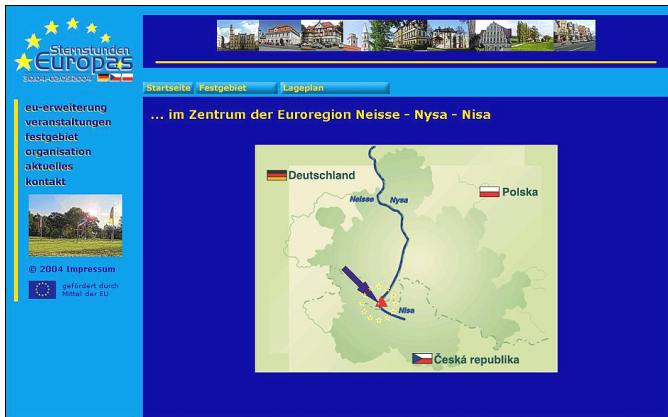 Sternstunden
Europas
30.04-02.05.2004
Startseite
Festgebiet
Lageplan
eu-erweiterung
veranstaltungen
festgebiet
organisation
aktuelles
kontakt
© 2004 Impressum
gefördert durch
Mittel der EU
... im Zentrum der Euroregion Neisse - Nysa - Nisa
Deutschland
Polska
Neisse
Nysa
Nisa
Česká republika